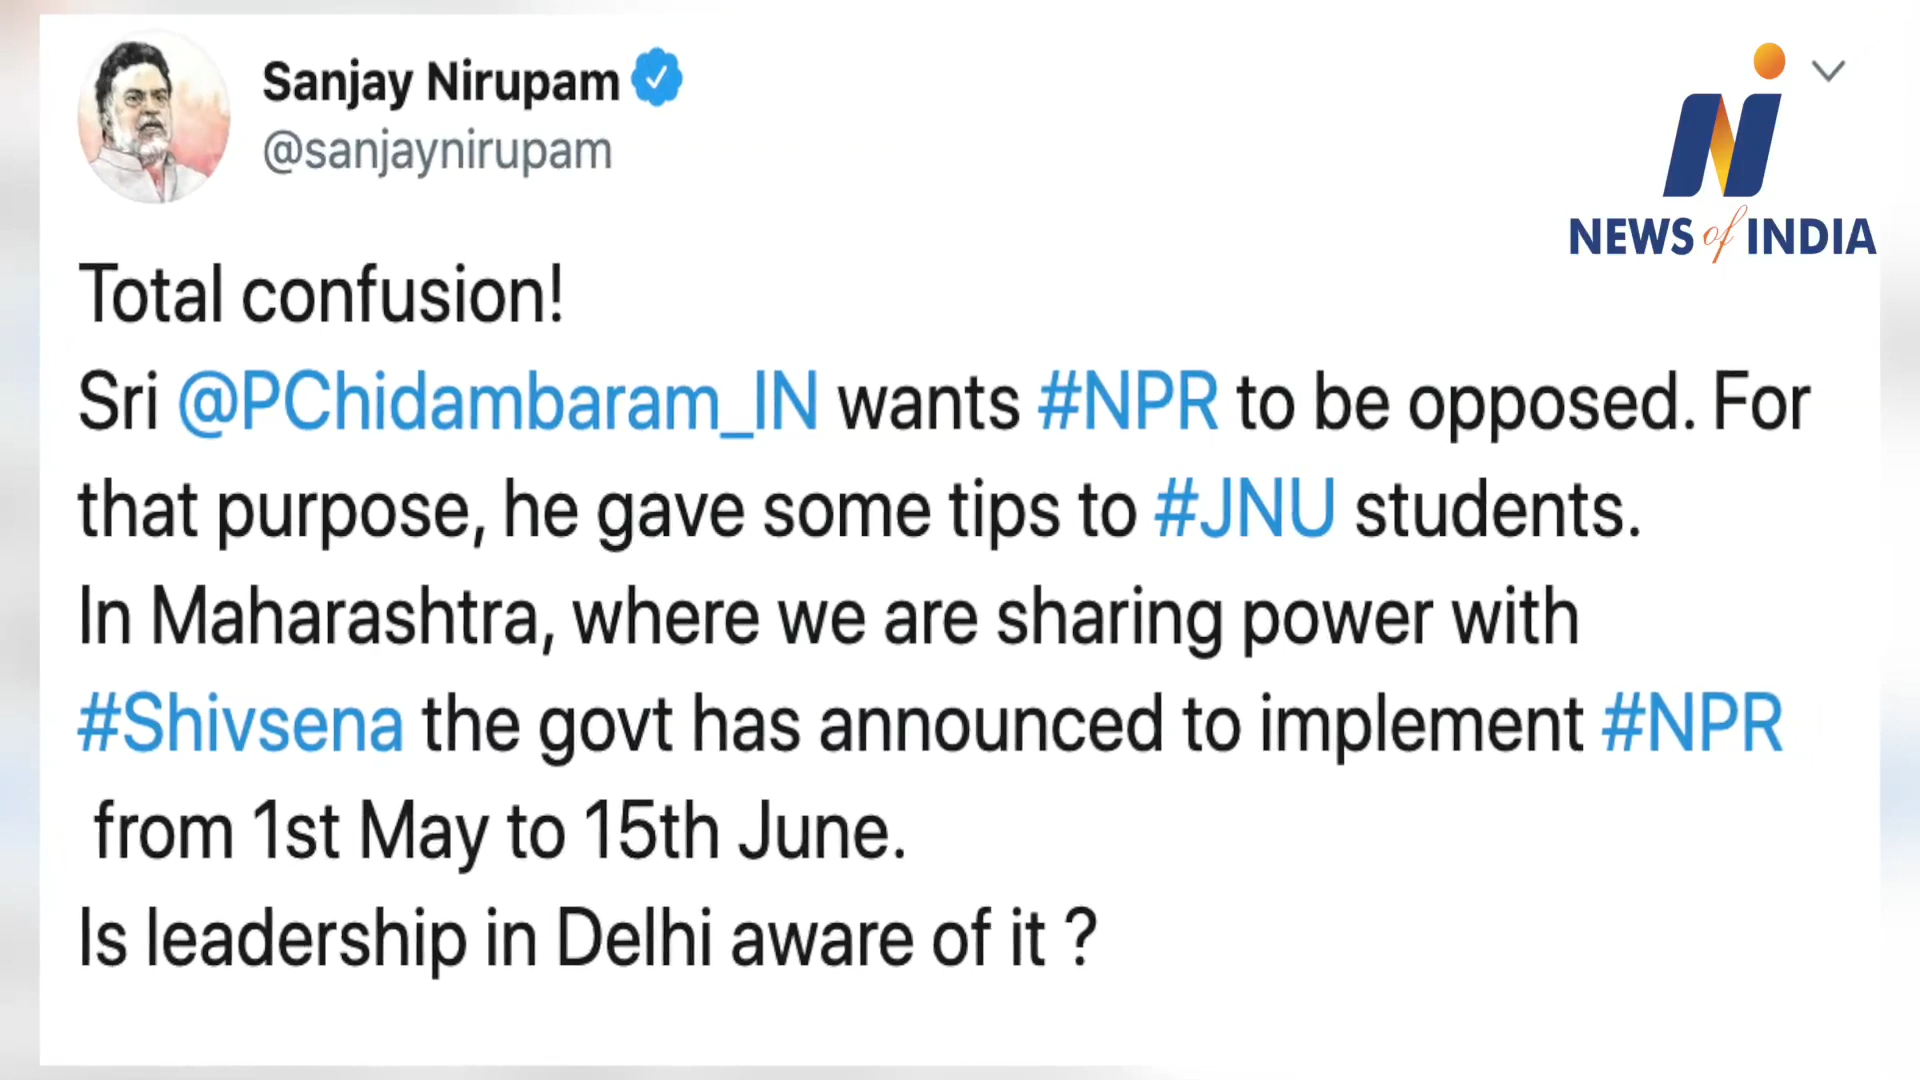 Sanjay Nirupam
@sanjaynirupam
NEWS of INDIA
Total confusion!
Sri @PChidambaram_IN wants #NPR to be opposed. For
that purpose, he gave some tips to #JNU students.
In Maharashtra, where we are sharing power with
#Shivsena the govt has announced to implement #NPR
from 1st May to 15th June.
Is leadership in Delhi aware of it ?